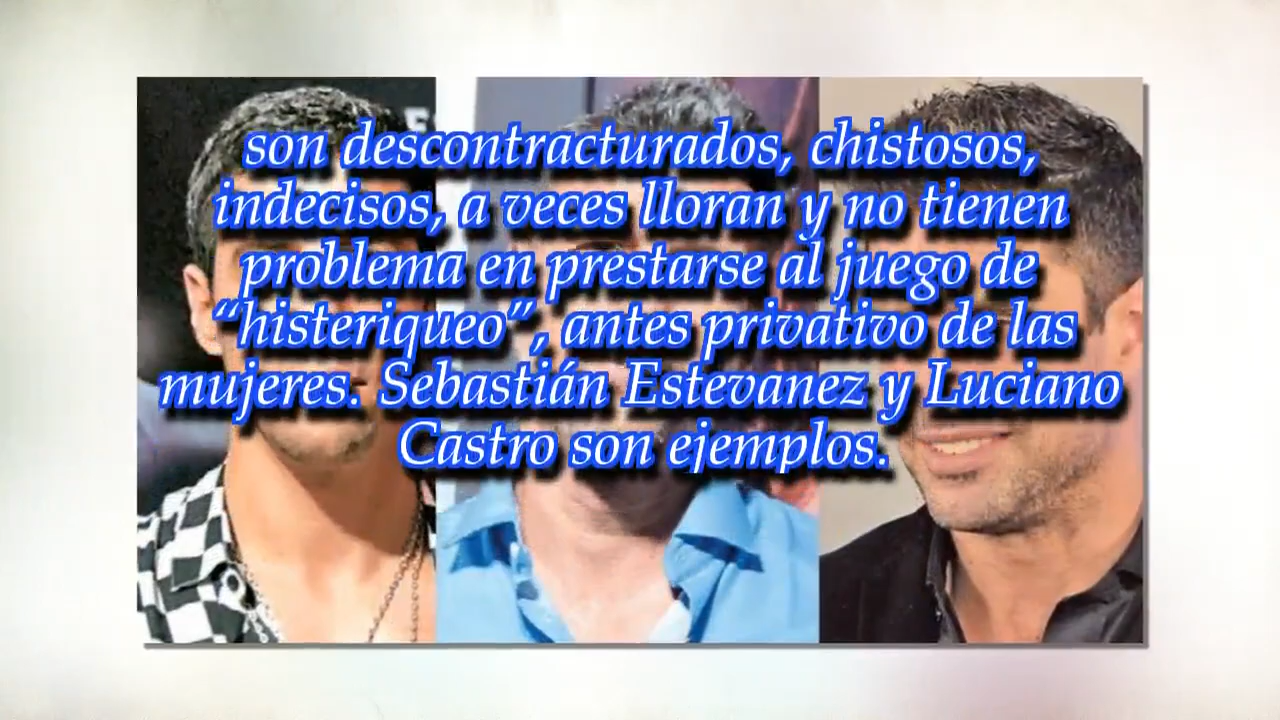 son descontracturados, chistosos,
indecisos, a veces lloran y no tienen
problema en prestarse al juego de
“histeriqueo”, antes privativo de las
mujeres. Sebastián Estevanez y Luciano
Castro son ejemplos.